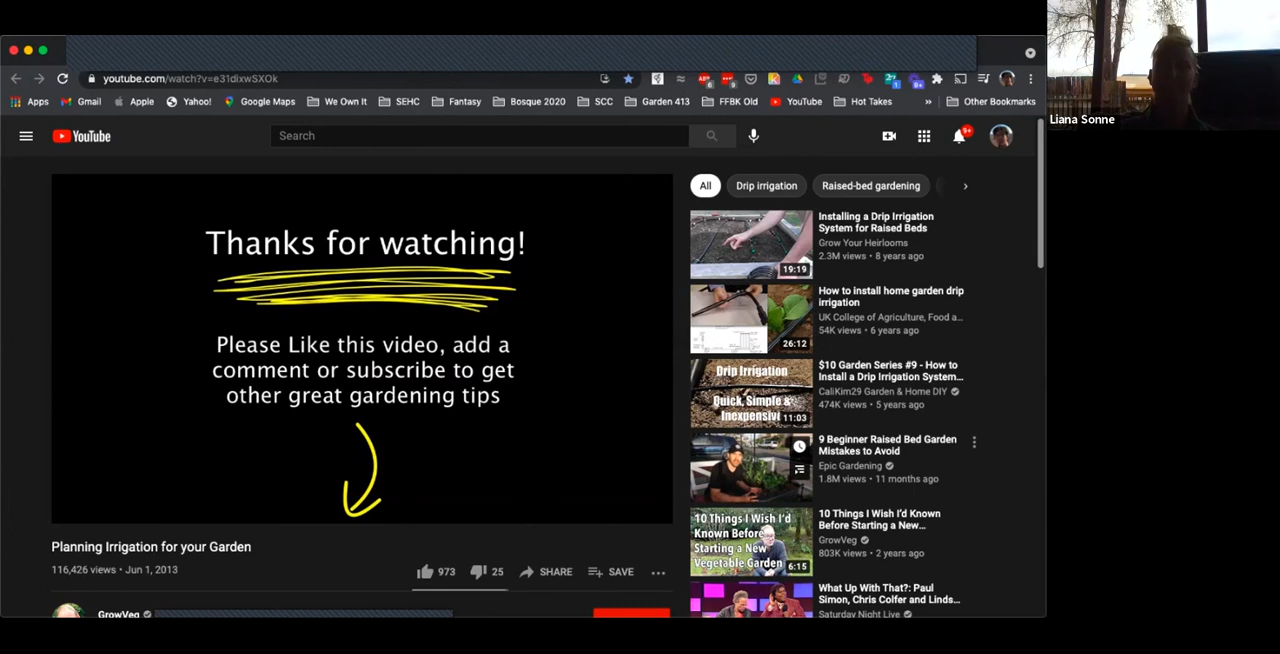 youtube.com/watch?v=e31dixwSXOk
Apps Gmail Apple Yahoo! Google Maps We Own It SEHC Fantasy Bosque 2020 SCC Garden 413 FFBK Old YouTube Hot Takes » Other Bookmarks
YouTube
Search
9+
Liana Sonne
Thanks for watching!
Please Like this video, add a
comment or subscribe to get
other great gardening tips
Planning Irrigation for your Garden
116,426 views • Jun 1, 2013
973 25 SHARE SAVE
GrowVeg
All Drip irrigation Raised-bed gardening
19:19
Installing a Drip Irrigation
System for Raised Beds
Grow Your Heirlooms
2.3M views • 8 years ago
26:12
How to install home garden drip
irrigation
UK College of Agriculture, Food a...
54K views • 6 years ago
Drip Irrigation
Quick, Simple &
Inexpensive
11:03
$10 Garden Series #9 - How to
Install a Drip Irrigation System...
CaliKim29 Garden & Home DIY
474K views • 5 years ago
9 Beginner Raised Bed Garden
Mistakes to Avoid
Epic Gardening
1.8M views • 11 months ago
10 Things I Wish I'd
Known Before
Starting a New
Vegetable Garden
6:15
10 Things I Wish I'd Known
Before Starting a New...
GrowVeg
803K views • 2 years ago
What Up With That?: Paul
Simon, Chris Colfer and Linds...
Saturday Night Live